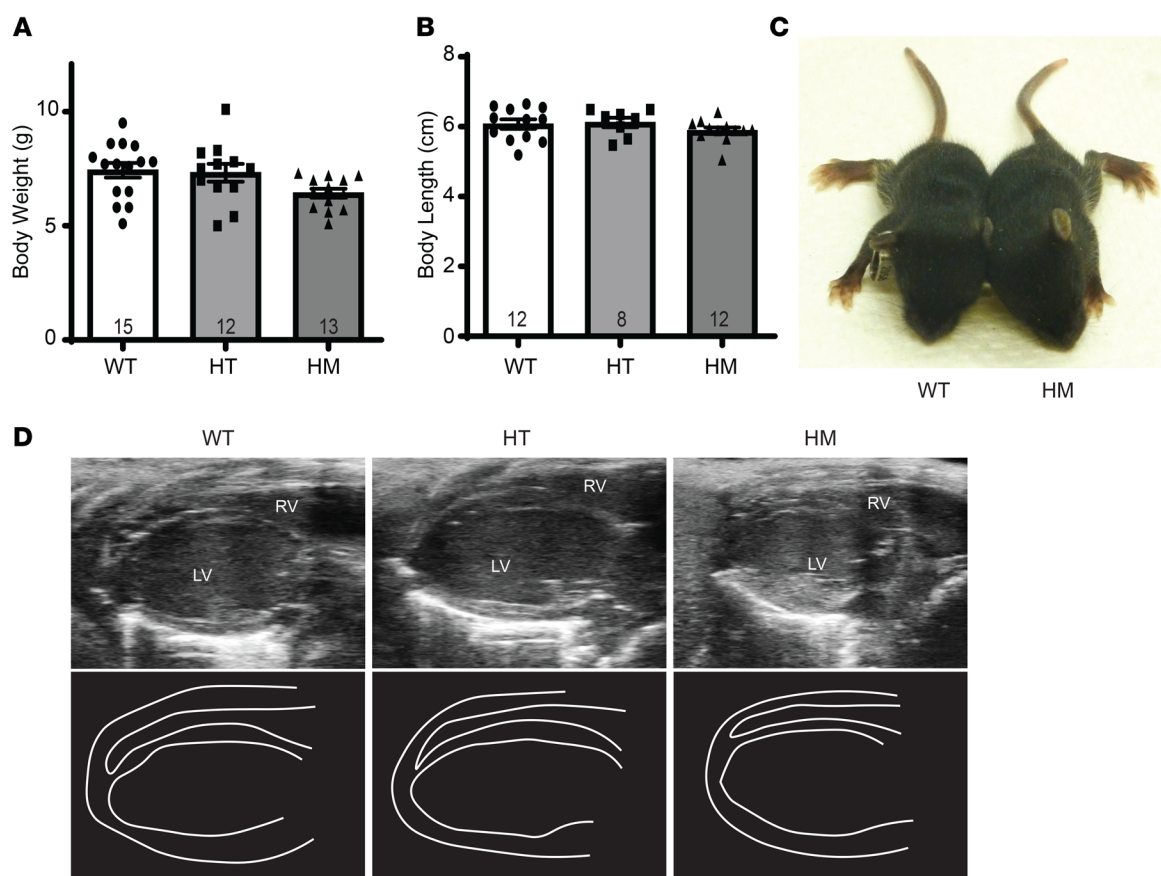 A
Body Weight (g)
10
5
0
15
12
13
WT
HT
HM
B
Body Length (cm)
8
6
4
2
0
12
8
12
WT
HT
HM
C
WT
HM
D
WT
HT
HM
RV
LV
RV
LV
RV
LV